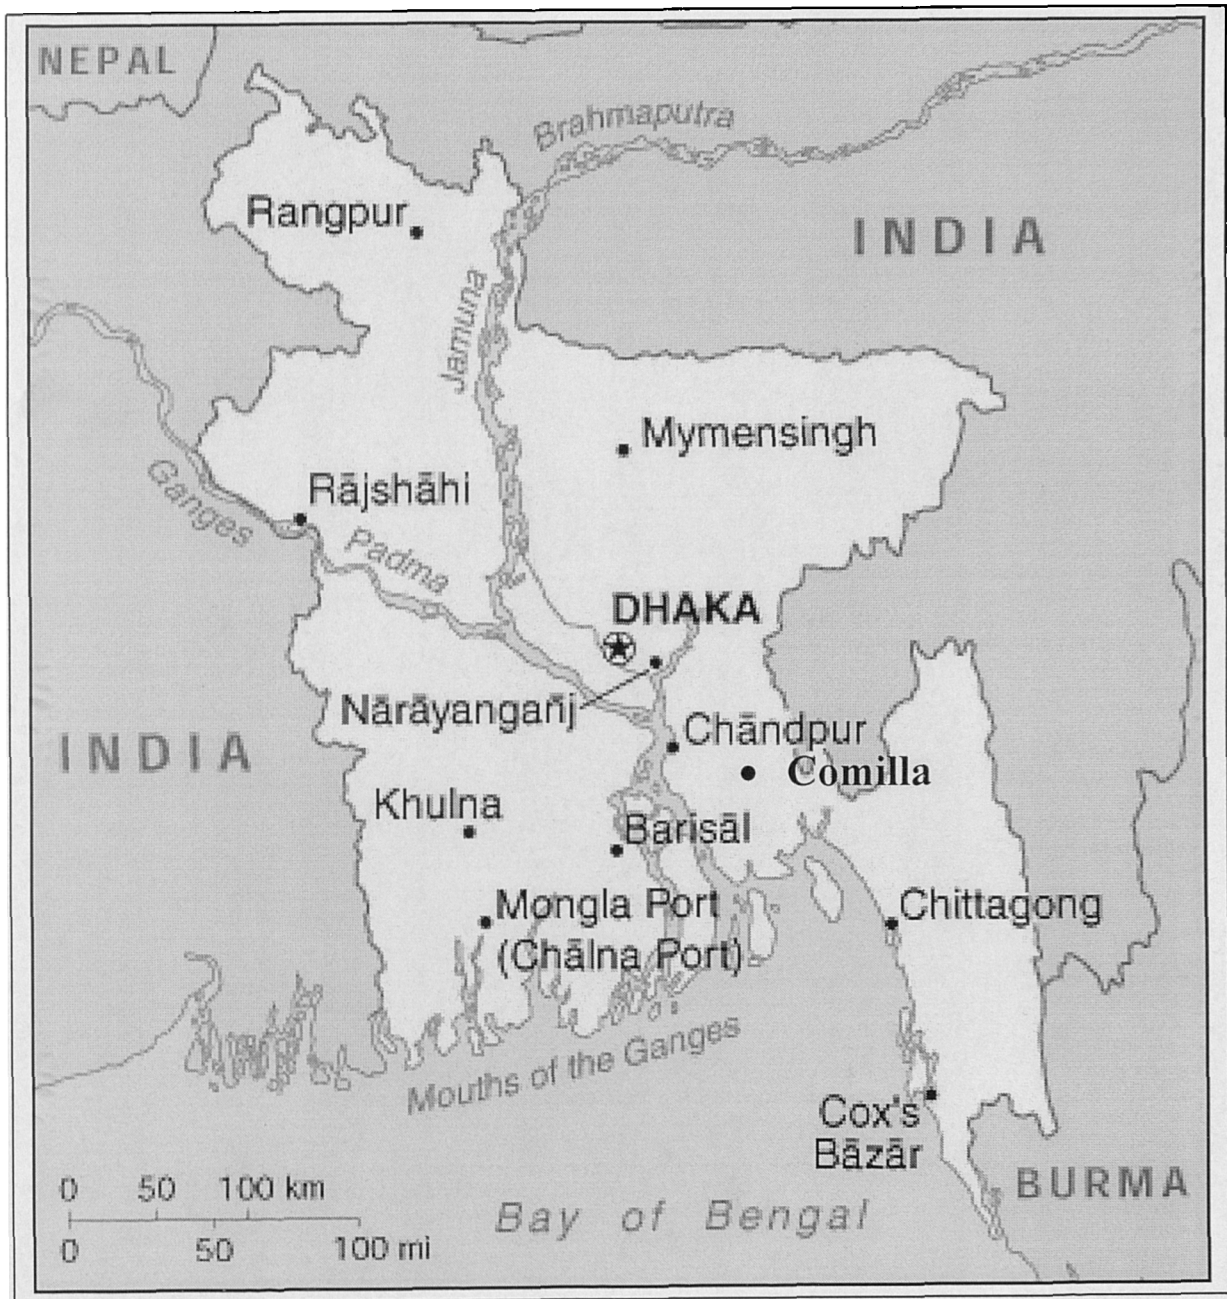 NEPAL
Brahmaputra
Rangpur
INDIA
Jamuna
Mymensingh
Rājshāhi
Ganges
Padma
DHAKA
Nārāyangañj
Chāndpur
INDIA
Comilla
Khulna
Barisāl
Mongla Port
(Chālna Port)
Chittagong
Mouths of the Ganges
Cox's
Bāzār
BURMA
0 50 100 km
Bay of Bengal
0 50 100 mi